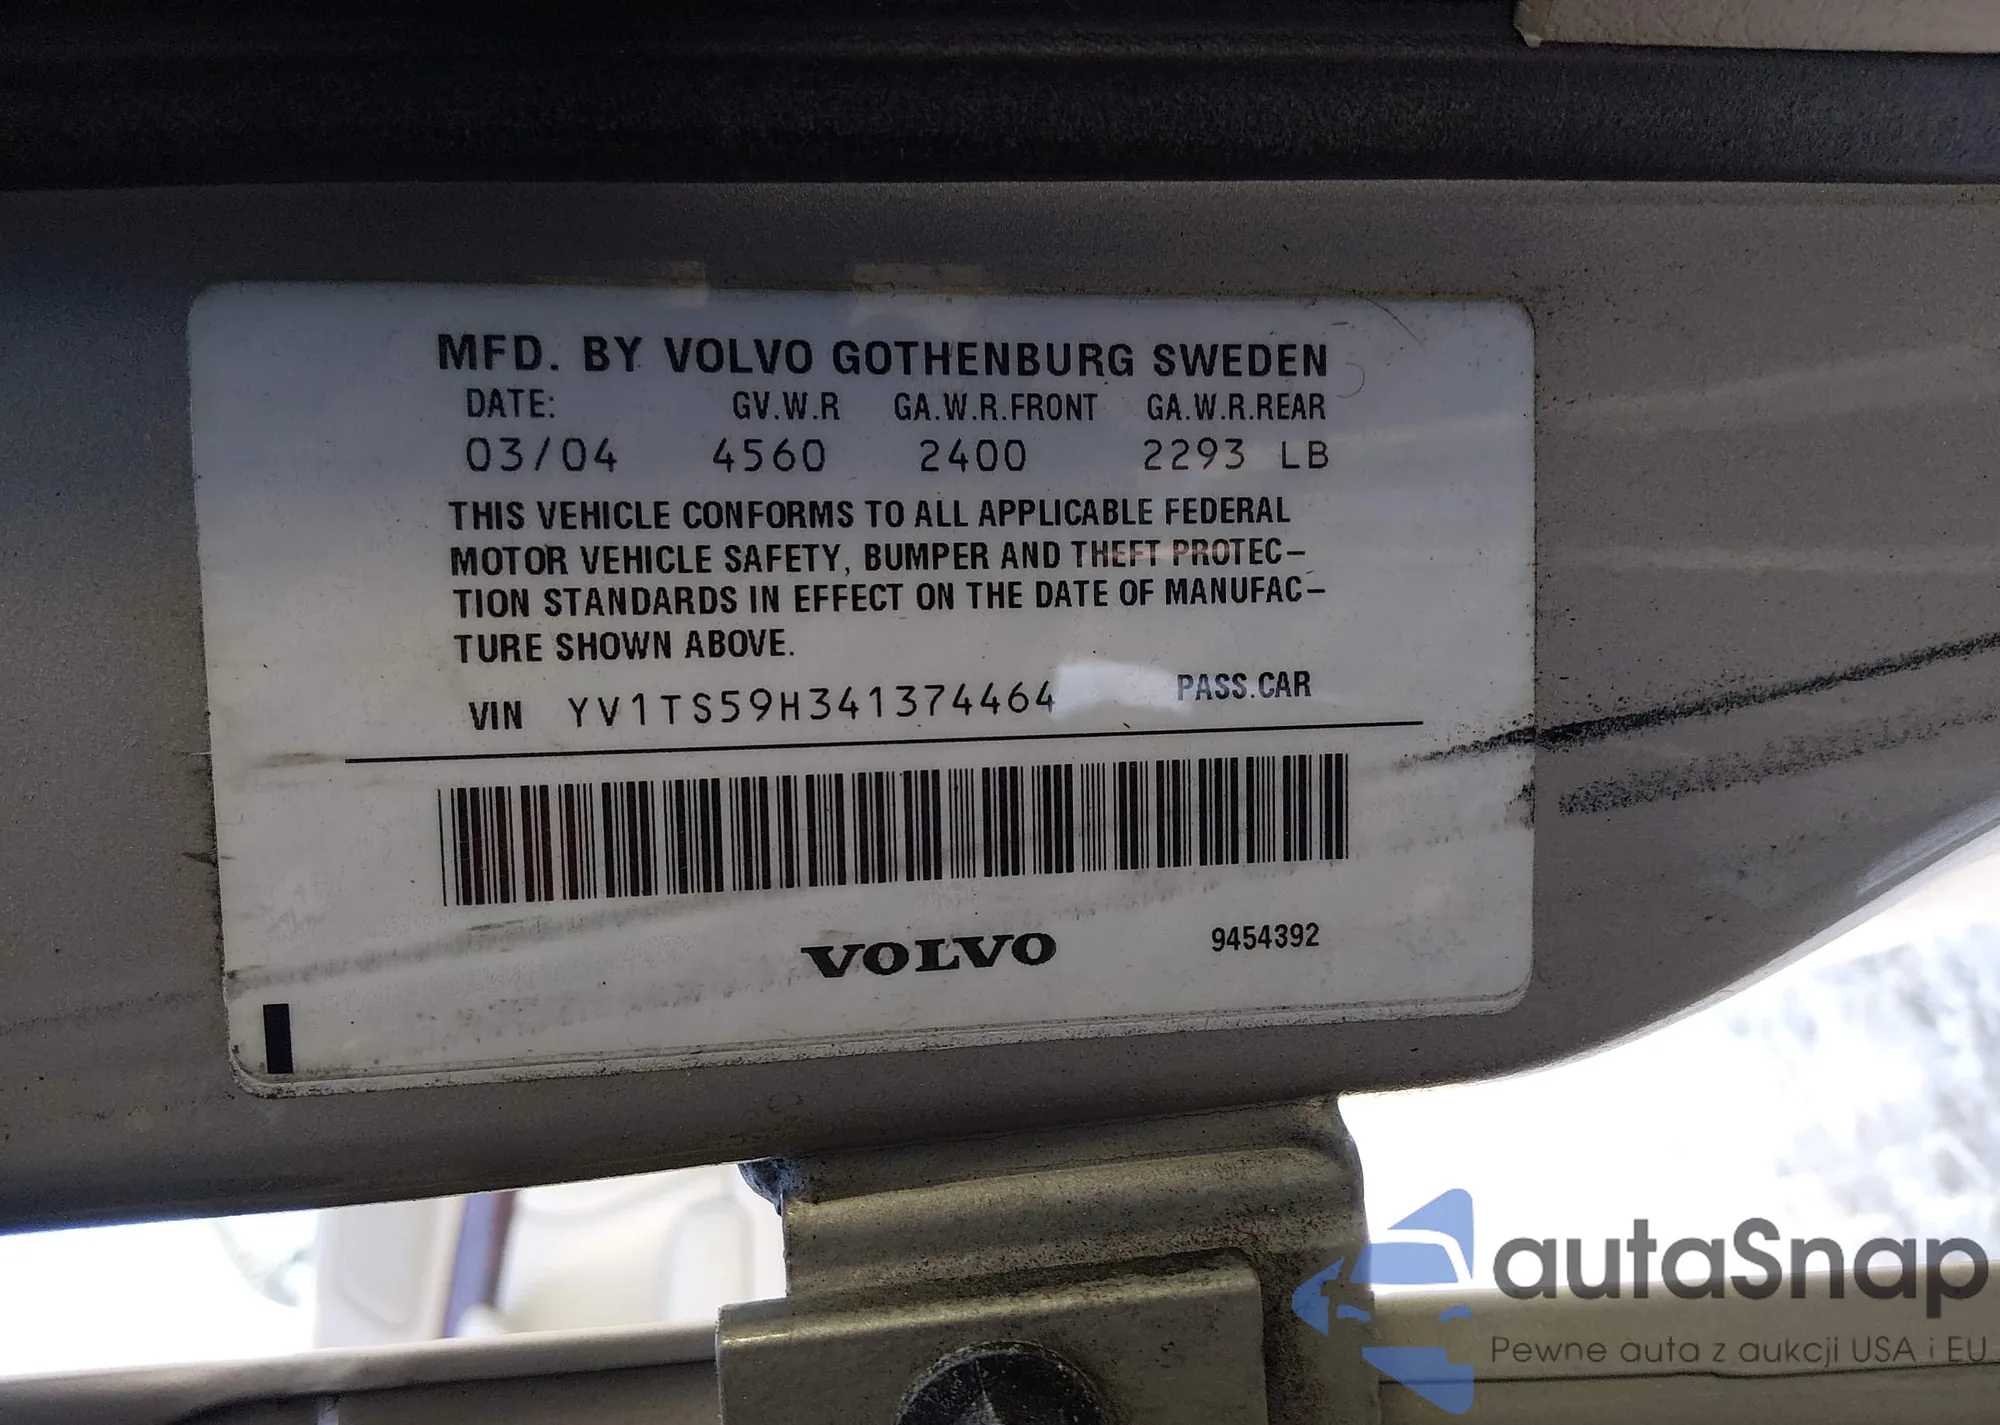 MFD. BY VOLVO GOTHENBURG SWEDEN
DATE: GV.W.R GA.W.R.FRONT GA.W.R.REAR
03/04 4560 2400 2293 LB
THIS VEHICLE CONFORMS TO ALL APPLICABLE FEDERAL
MOTOR VEHICLE SAFETY, BUMPER AND THEFT PROTEC-
TION STANDARDS IN EFFECT ON THE DATE OF MANUFAC-
TURE SHOWN ABOVE.
VIN YV1TS59H341374464 PASS.CAR
VOLVO 9454392
autaSnap
Pewne auta z aukcji USA i EU